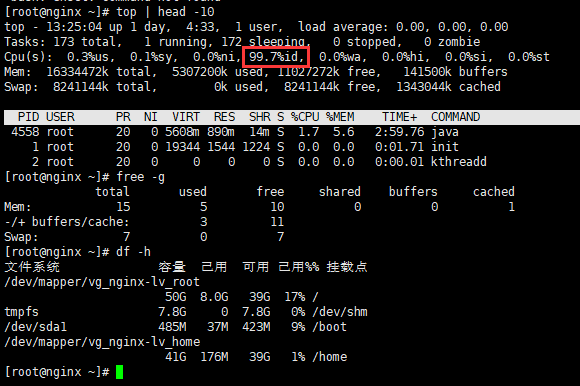 [root@nginx ~]# top | head -10
top - 13:25:04 up 1 day,  4:33,  1 user,  load average: 0.00, 0.00, 0.00
Tasks: 173 total,   1 running, 172 sleeping,   0 stopped,   0 zombie
Cpu(s):  0.3%us,  0.1%sy,  0.0%ni, 99.7%id,  0.0%wa,  0.0%hi,  0.0%si,  0.0%st
Mem:  16334472k total,  5307200k used, 11027272k free,   141500k buffers
Swap:  8241144k total,        0k used,  8241144k free,  1343044k cached
  PID USER      PR  NI  VIRT  RES  SHR S %CPU %MEM    TIME+  COMMAND
 4558 root      20   0 5608m 890m  14m S  1.7  5.6   2:59.76 java
    1 root      20   0 19344 1544 1224 S  0.0  0.0   0:01.71 init
    2 root      20   0     0    0    0 S  0.0  0.0   0:00.00 kthreadd
[root@nginx ~]# free -g
             total       used       free     shared    buffers     cached
Mem:            15          5         10          0          0          1
-/+ buffers/cache:          3         11
Swap:            7          0          7
[root@nginx ~]# df -h
文件系统              容量  已用  可用 已用%% 挂载点
/dev/mapper/vg_nginx-lv_root
                       50G  8.0G   39G  17% /
tmpfs                 7.8G     0  7.8G   0% /dev/shm
/dev/sda1             485M   37M  423M   9% /boot
/dev/mapper/vg_nginx-lv_home
                       41G  176M   39G   1% /home
[root@nginx ~]#